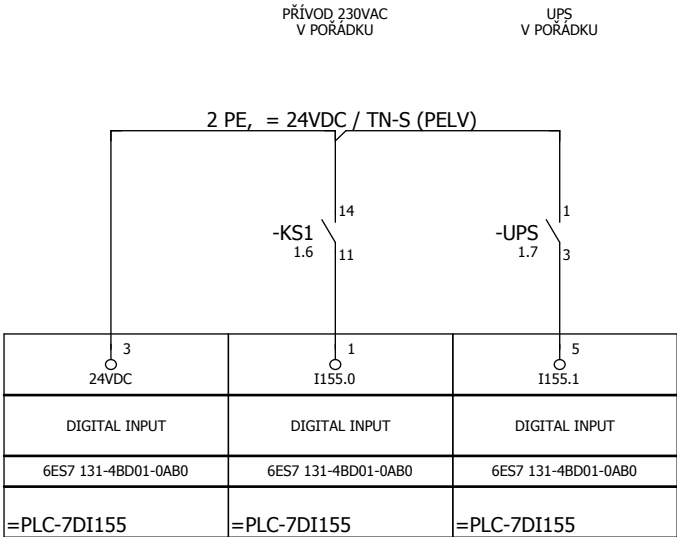 PŘÍVOD 230VAC
V POŘÁDKU
UPS
V POŘÁDKU
2 PE, = 24VDC / TN-S (PELV)
14
-KS1
1.6
11
1
-UPS
1.7
3
3
1
5
24VDC
I155.0
I155.1
DIGITAL INPUT
DIGITAL INPUT
DIGITAL INPUT
6ES7 131-4BD01-0AB0
6ES7 131-4BD01-0AB0
6ES7 131-4BD01-0AB0
=PLC-7DI155
=PLC-7DI155
=PLC-7DI155